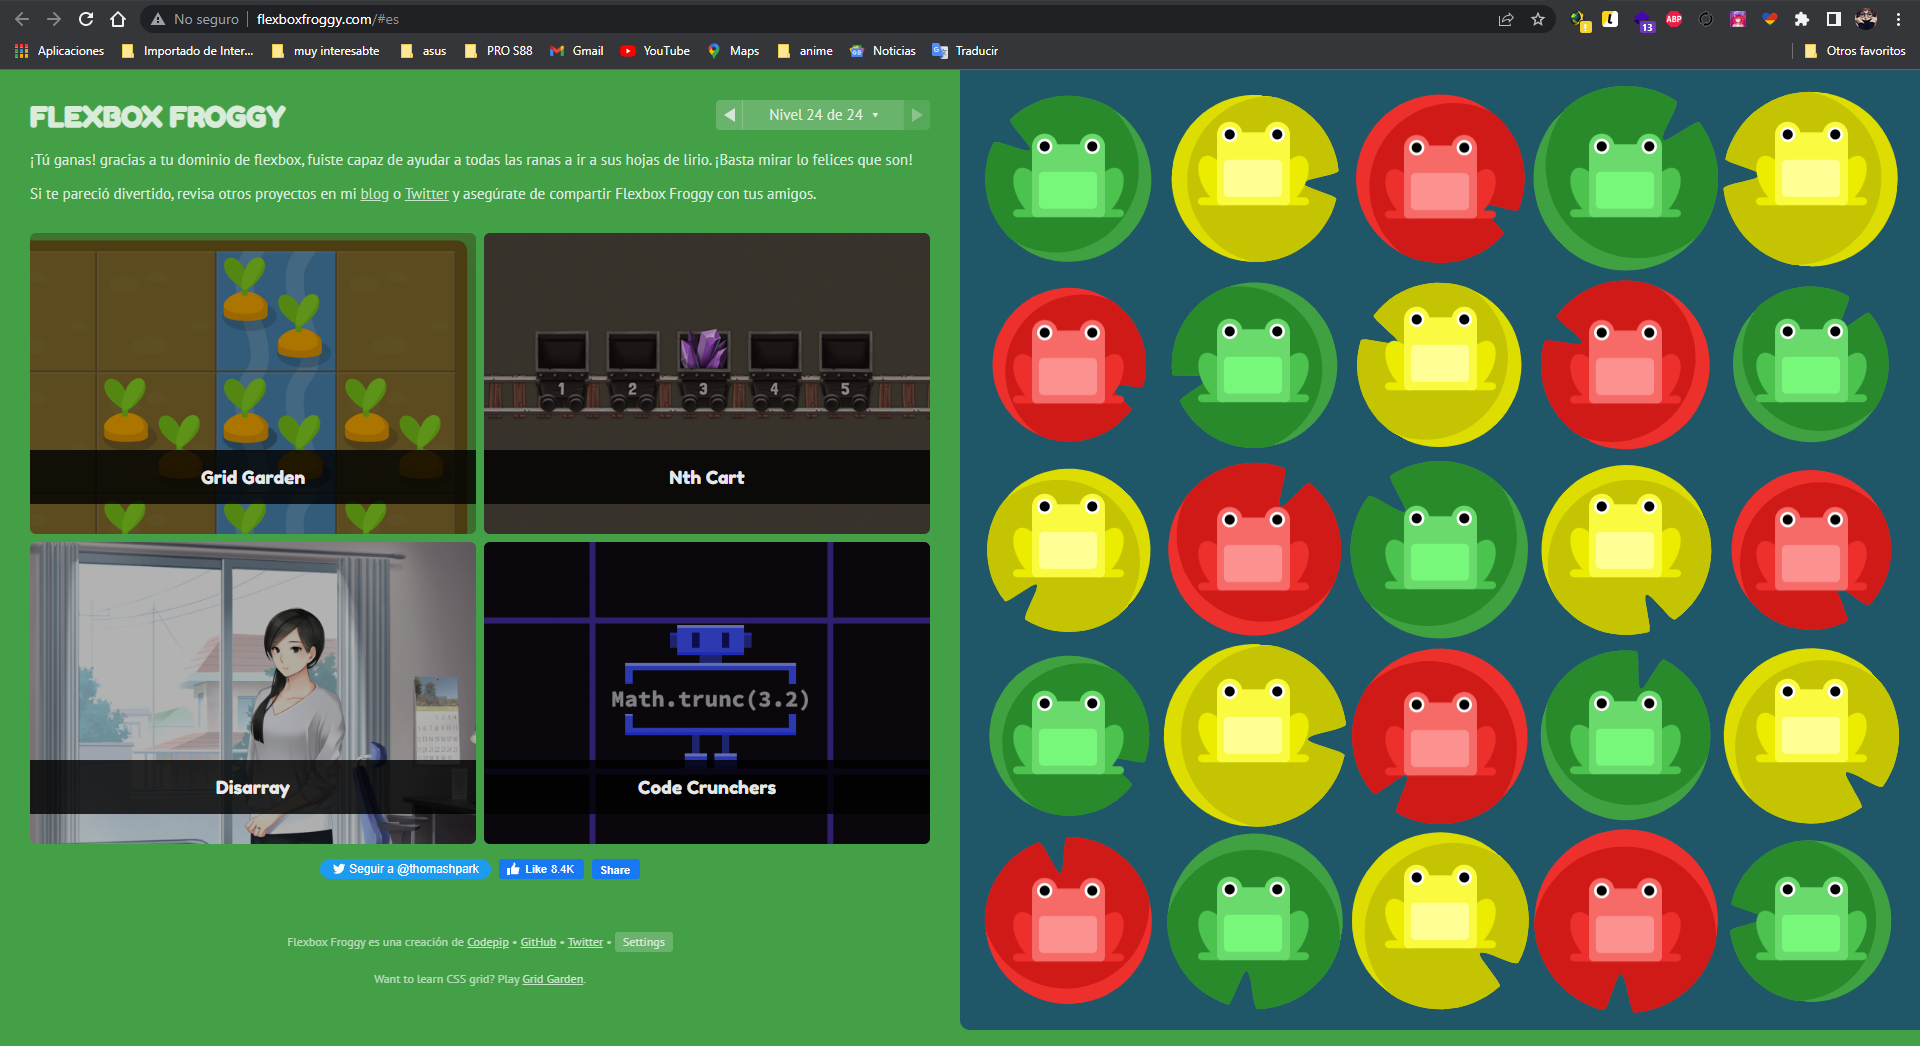 No seguro | flexboxfroggy.com/#es
13
ABP
Aplicaciones
Importado de Inter...
muy interesabte
asus
PRO S88
Gmail
YouTube
Maps
anime
Noticias
Traducir
Otros favoritos
FLEXBOX FROGGY
Nivel 24 de 24
¡Tú ganas! gracias a tu dominio de flexbox, fuiste capaz de ayudar a todas las ranas a ir a sus hojas de lirio. ¡Basta mirar lo felices que son!
Si te pareció divertido, revisa otros proyectos en mi blog o Twitter y asegúrate de compartir Flexbox Froggy con tus amigos.
Grid Garden
1 2 3 4 5
Nth Cart
Disarray
Math.trunc(3.2)
Code Crunchers
Seguir a @thomashpark
Like 8.4K
Share
Flexbox Froggy es una creación de Codepip • GitHub • Twitter • Settings
Want to learn CSS grid? Play Grid Garden.